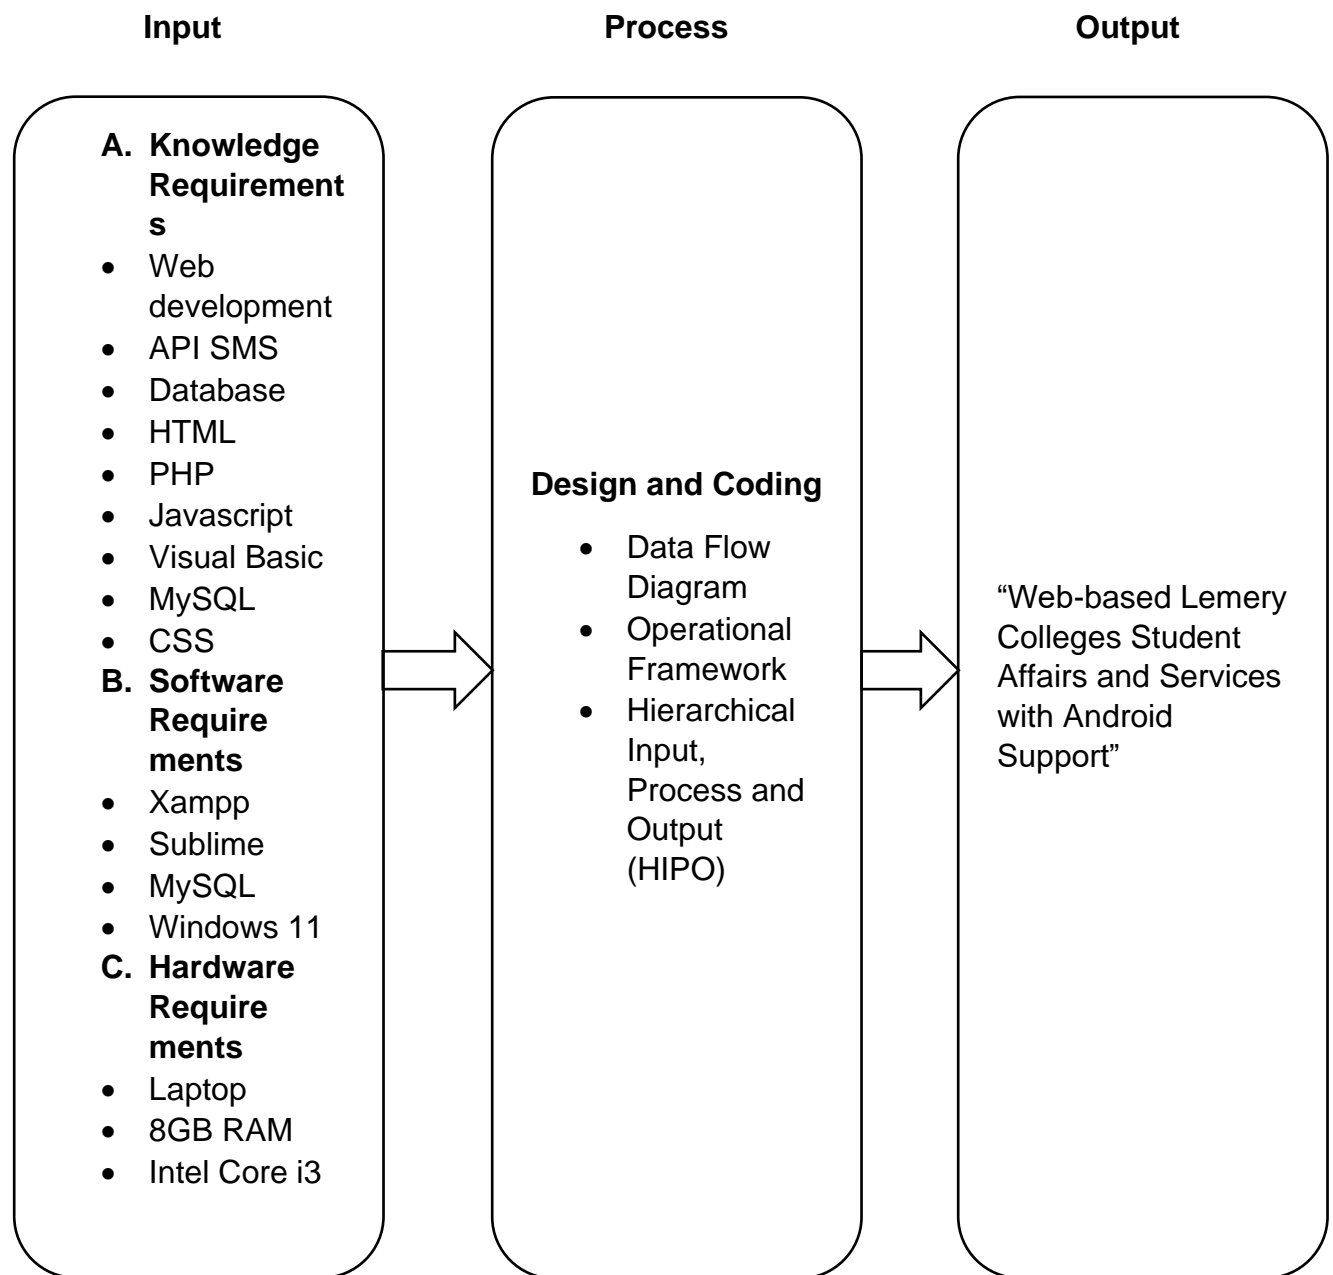 Input
Process
Output
A. Knowledge
Requirement
s
• Web
development
• API SMS
• Database
• HTML
• PHP
• Javascript
• Visual Basic
• MySQL
• CSS
B. Software
Require
ments
• Xampp
• Sublime
• MySQL
• Windows 11
C. Hardware
Require
ments
• Laptop
• 8GB RAM
• Intel Core i3
Design and Coding
• Data Flow
Diagram
• Operational
Framework
• Hierarchical
Input,
Process and
Output
(HIPO)
“Web-based Lemery
Colleges Student
Affairs and Services
with Android
Support”